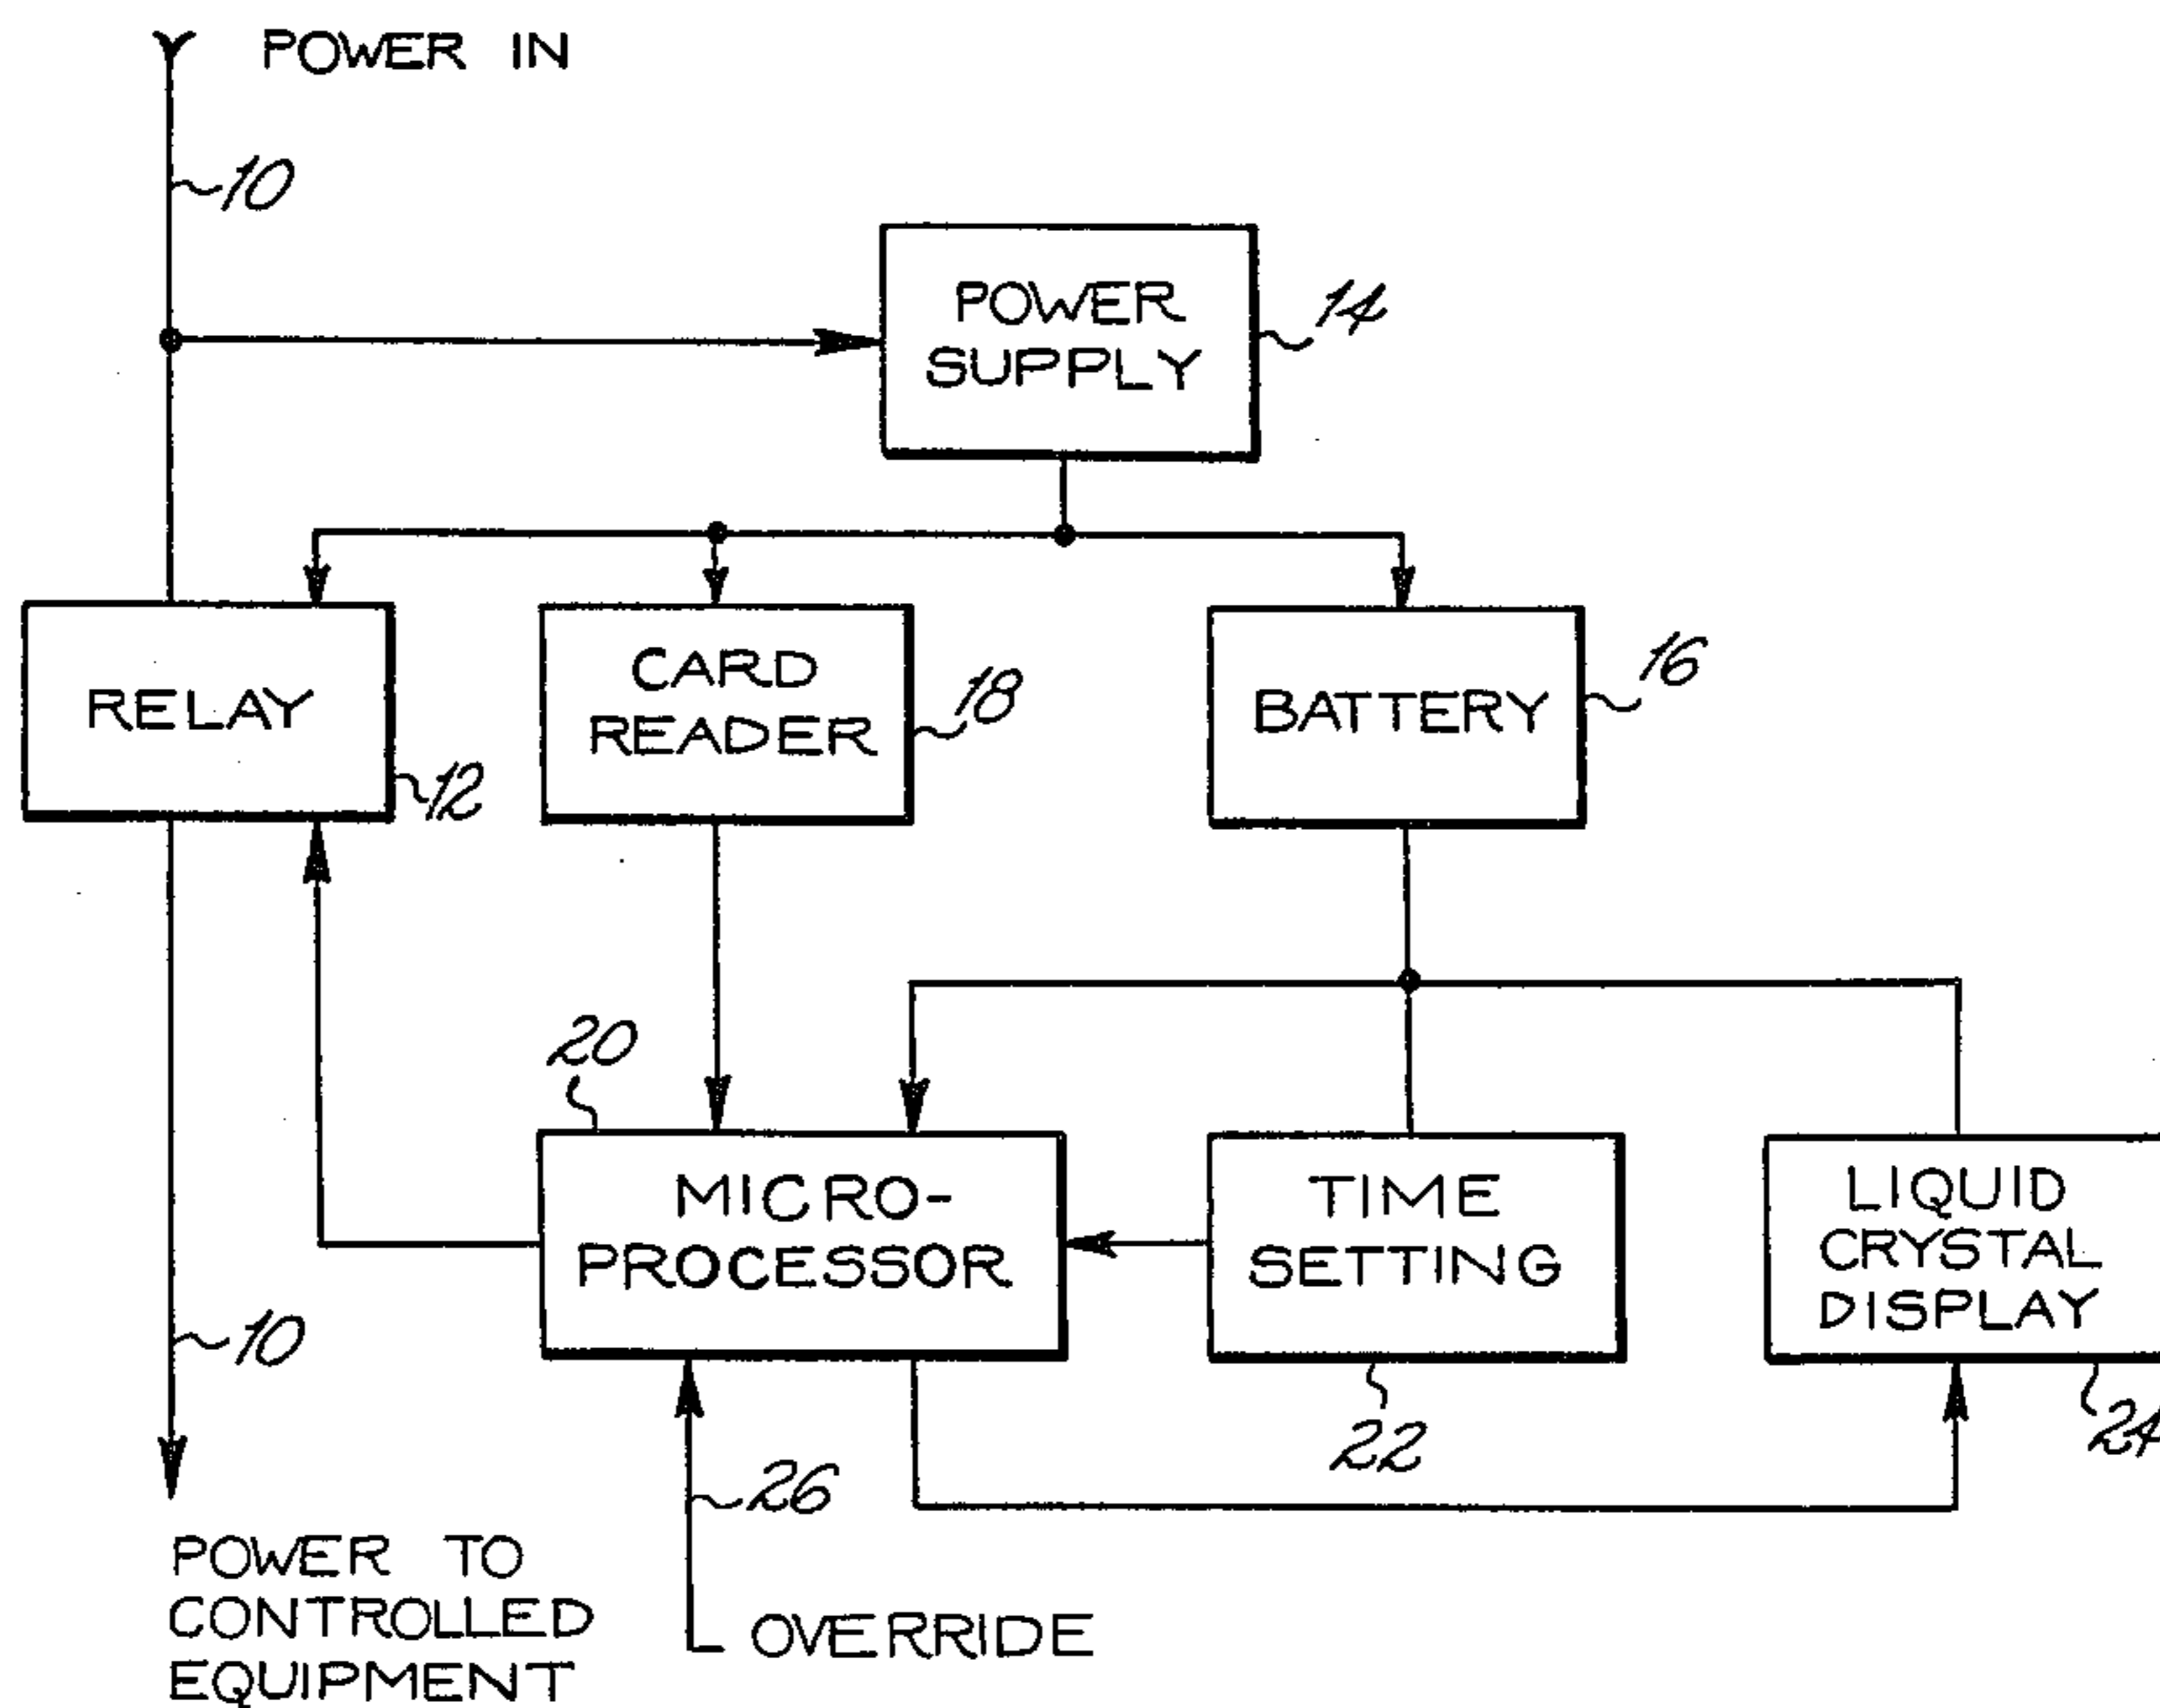 POWER IN
10
POWER
SUPPLY
14
RELAY
12
CARD
READER
18
BATTERY
16
20
MICRO-
PROCESSOR
TIME
SETTING
22
LIQUID
CRYSTAL
DISPLAY
24
10
26
POWER TO
CONTROLLED
EQUIPMENT
OVERRIDE